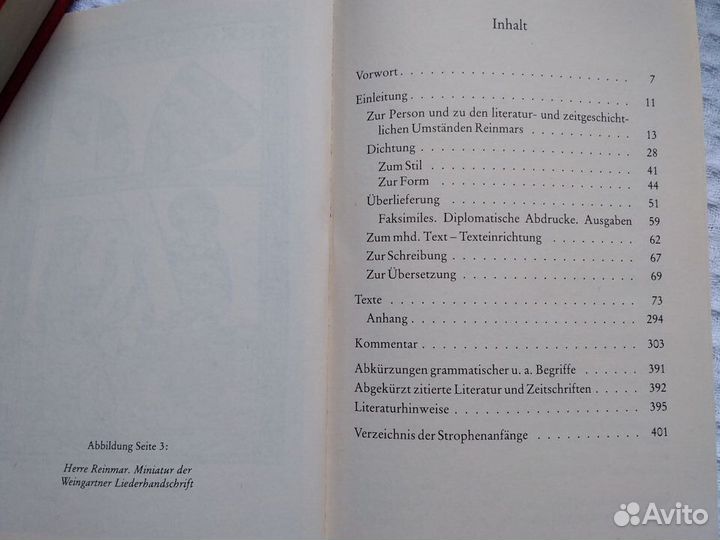 Abbildung Seite 3:
Herre Reinmar. Miniatur der
Weingartner Liederhandschrift
Inhalt
Vorwort . . . . . . . . . . . . . . . . . . 7
Einleitung . . . . . . . . . . . . . . . . . 11
Zur Person und zu den literatur- und zeitgeschicht-
lichen Umständen Reinmars . . . . . . . . 13
Dichtung . . . . . . . . . . . . . . . . . 28
Zum Stil . . . . . . . . . . . . . . . . 41
Zur Form . . . . . . . . . . . . . . . . 44
Überlieferung . . . . . . . . . . . . . . . 51
Faksimiles. Diplomatische Abdrucke. Ausgaben 59
Zum mhd. Text – Texteinrichtung . . . . . . . 62
Zur Schreibung . . . . . . . . . . . . . . 67
Zur Übersetzung . . . . . . . . . . . . . . 69
Texte . . . . . . . . . . . . . . . . . . 73
Anhang . . . . . . . . . . . . . . . . . 294
Kommentar . . . . . . . . . . . . . . . . 303
Abkürzungen grammatischer u. a. Begriffe . . . . . 391
Abgekürzt zitierte Literatur und Zeitschriften . . . . 392
Literaturhinweise . . . . . . . . . . . . . . 395
Verzeichnis der Strophenanfänge . . . . . . . . 401
Avito